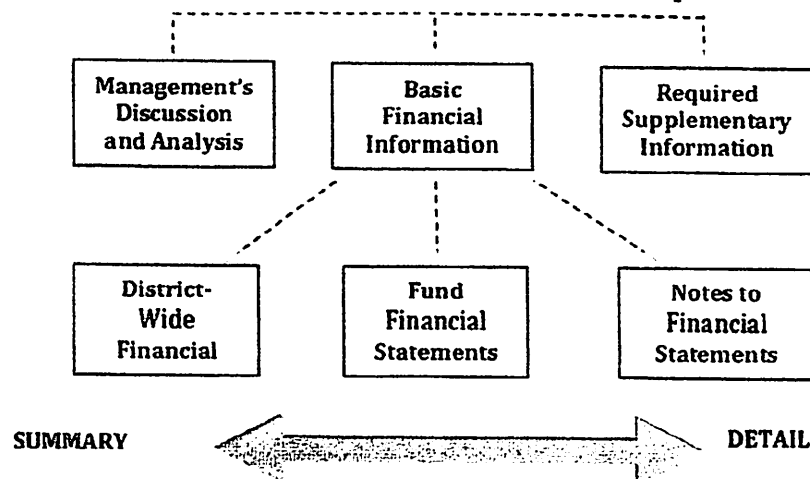 Management's
Discussion
and Analysis
Basic
Financial
Information
Required
Supplementary
Information
District-
Wide
Financial
Fund
Financial
Statements
Notes to
Financial
Statements
SUMMARY
DETAIL